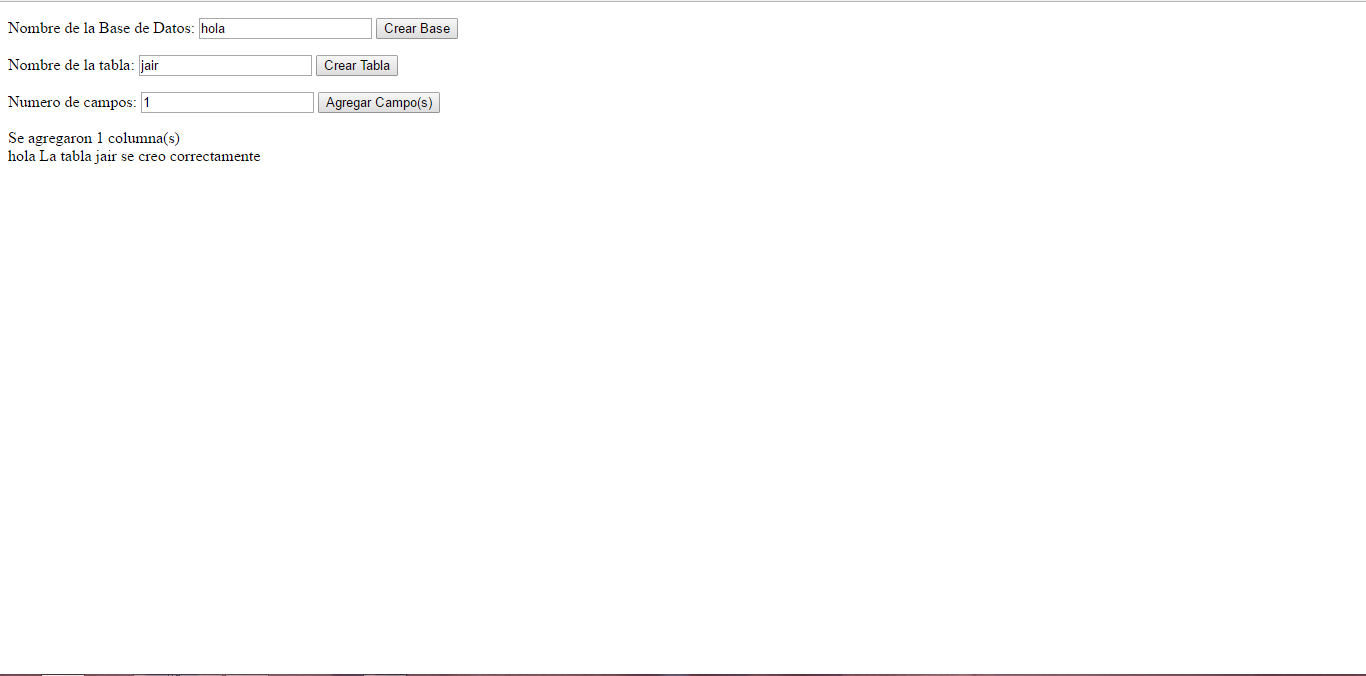 Nombre de la Base de Datos: hola Crear Base
Nombre de la tabla: jair Crear Tabla
Numero de campos: 1 Agregar Campo(s)
Se agregaron 1 columna(s)
hola La tabla jair se creo correctamente